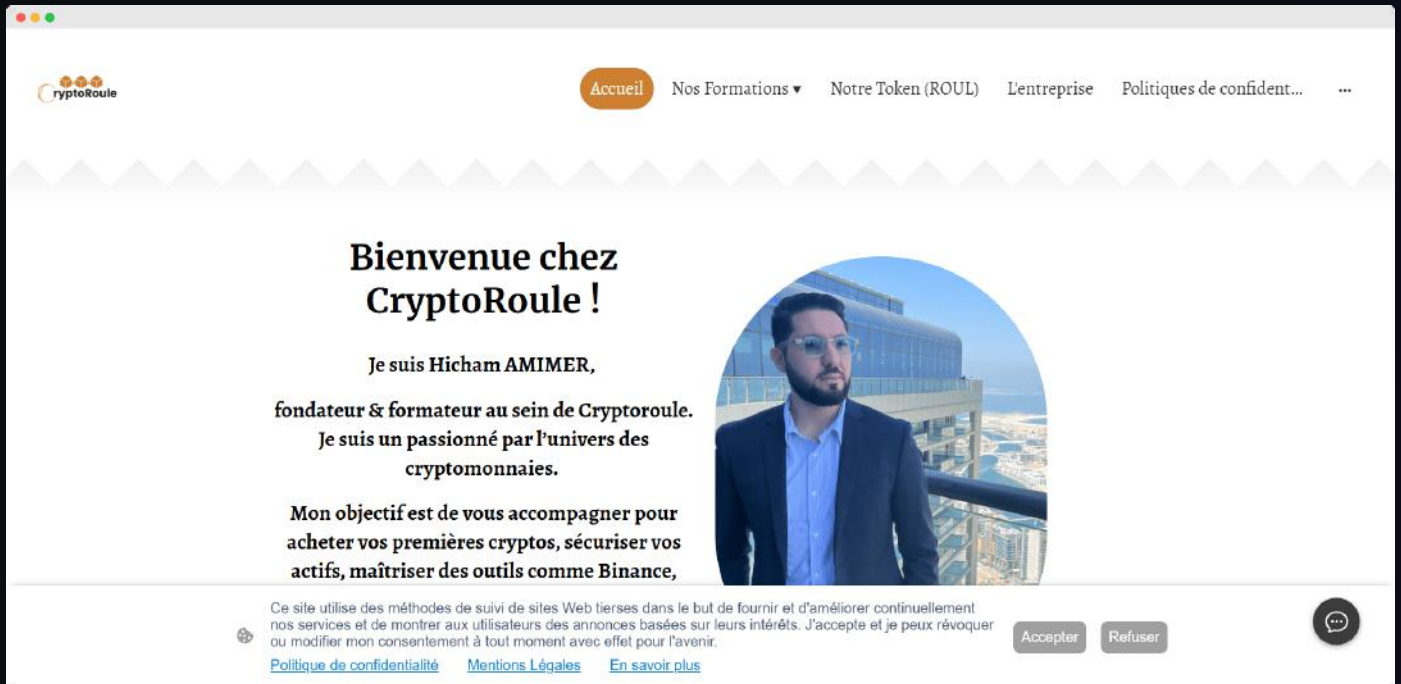 CryptoRoule
Accueil
Nos Formations ▾
Notre Token (ROUL)
L'entreprise
Politiques de confident...
...
Bienvenue chez
CryptoRoule !
Je suis Hicham AMIMER,
fondateur & formateur au sein de Cryptoroule.
Je suis un passionné par l'univers des
cryptomonnaies.
Mon objectif est de vous accompagner pour
acheter vos premières cryptos, sécuriser vos
actifs, maîtriser des outils comme Binance,
Ce site utilise des méthodes de suivi de sites Web tierses dans le but de fournir et d'améliorer continuellement
nos services et de montrer aux utilisateurs des annonces basées sur leurs intérêts. J'accepte et je peux révoquer
ou modifier mon consentement à tout moment avec effet pour l'avenir.
Politique de confidentialité
Mentions Légales
En savoir plus
Accepter
Refuser